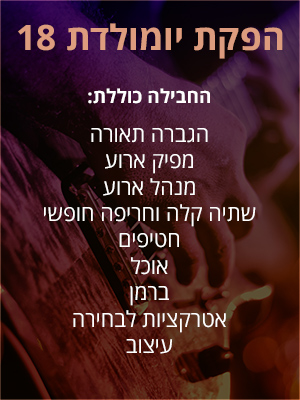 הפקת יומולדת 18
החבילה כוללת:
הגברה תאורה
מפיק ארוע
מנהל ארוע
שתיה קלה וחריפה חופשי
חטיפים
אוכל
ברמן
אטרקציות לבחירה
עיצוב